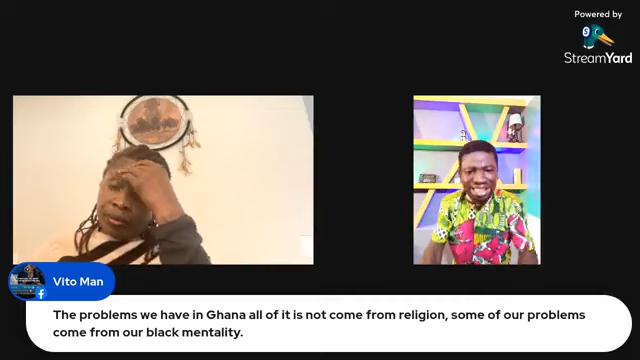 Powered by
StreamYard
Vito Man
The problems we have in Ghana all of it is not come from religion, some of our problems
come from our black mentality.